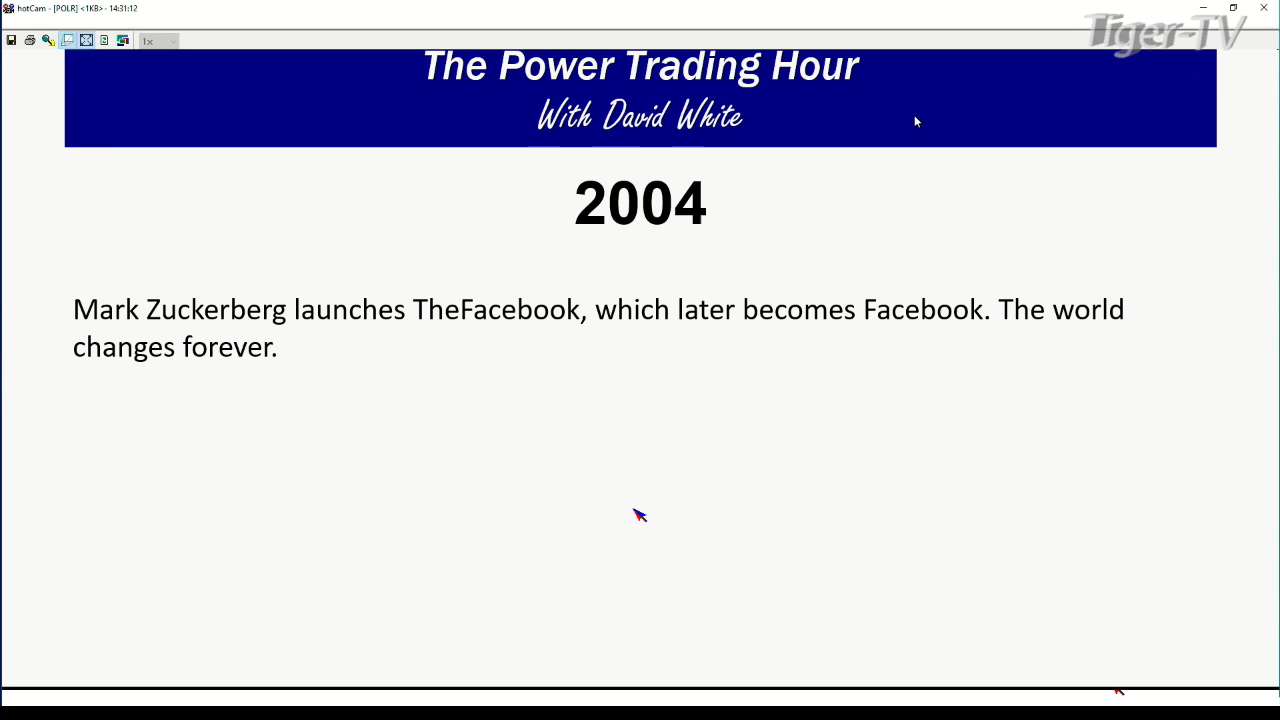 hotCam - [POLR] <1KB> - 14:31:12
Tiger-TV
1x
The Power Trading Hour
With David White
2004
Mark Zuckerberg launches TheFacebook, which later becomes Facebook. The world
changes forever.